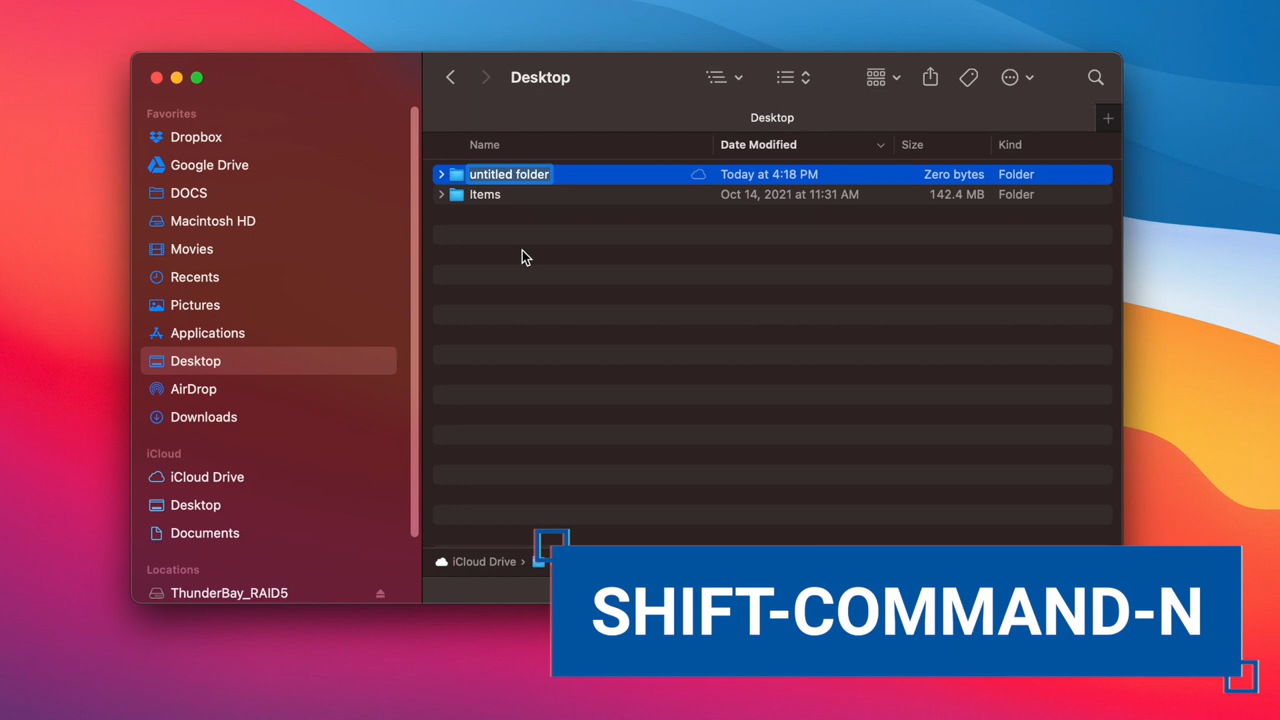 Desktop
Favorites
Dropbox
Google Drive
DOCS
Macintosh HD
Movies
Recents
Pictures
Applications
Desktop
AirDrop
Downloads
iCloud
iCloud Drive
Desktop
Documents
Locations
ThunderBay_RAID5
Desktop
Name Date Modified Size Kind
untitled folder Today at 4:18 PM Zero bytes Folder
Items Oct 14, 2021 at 11:31 AM 142.4 MB Folder
iCloud Drive ›
SHIFT-COMMAND-N